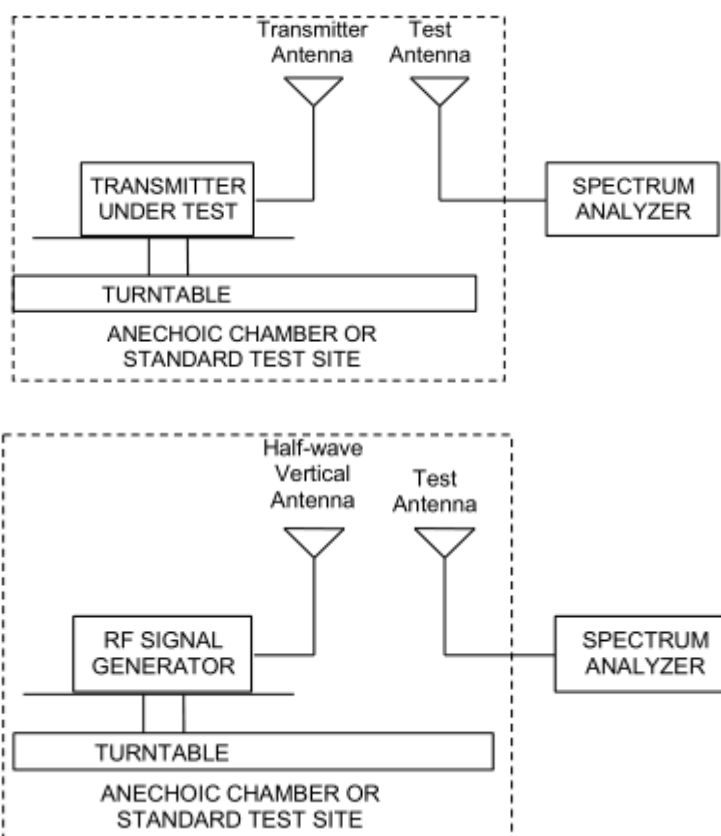 Transmitter
Antenna
Test
Antenna
TRANSMITTER
UNDER TEST
SPECTRUM
ANALYZER
TURNTABLE
ANECHOIC CHAMBER OR
STANDARD TEST SITE
Half-wave
Vertical
Antenna
Test
Antenna
RF SIGNAL
GENERATOR
SPECTRUM
ANALYZER
TURNTABLE
ANECHOIC CHAMBER OR
STANDARD TEST SITE